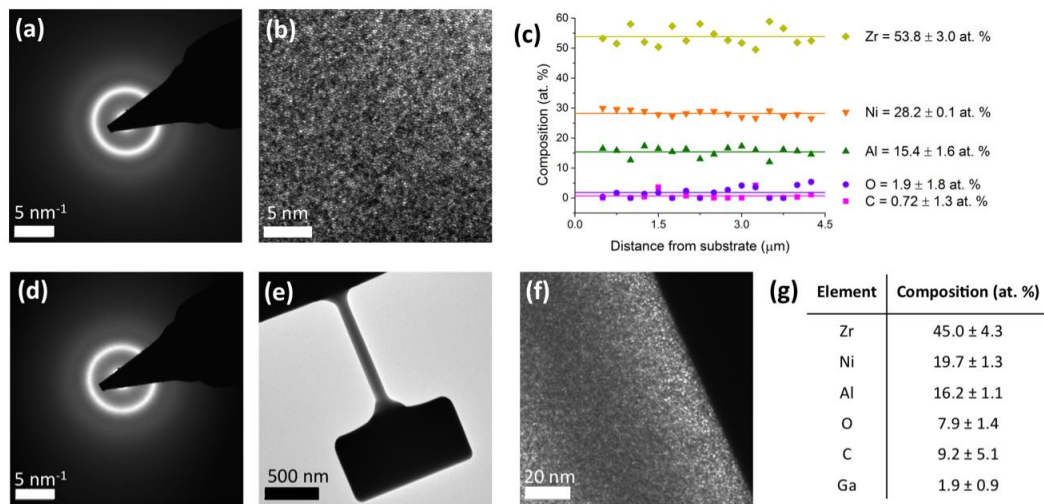 (a)
5 nm⁻¹
(b)
5 nm
(c)
Composition (at. %)
60
50
40
30
20
10
0
0.0 1.5 3.0 4.5
Distance from substrate (μm)
Zr = 53.8 ± 3.0 at. %
Ni = 28.2 ± 0.1 at. %
Al = 15.4 ± 1.6 at. %
O = 1.9 ± 1.8 at. %
C = 0.72 ± 1.3 at. %
(d)
5 nm⁻¹
(e)
500 nm
(f)
20 nm
(g)
Element Composition (at. %)
Zr 45.0 ± 4.3
Ni 19.7 ± 1.3
Al 16.2 ± 1.1
O 7.9 ± 1.4
C 9.2 ± 5.1
Ga 1.9 ± 0.9